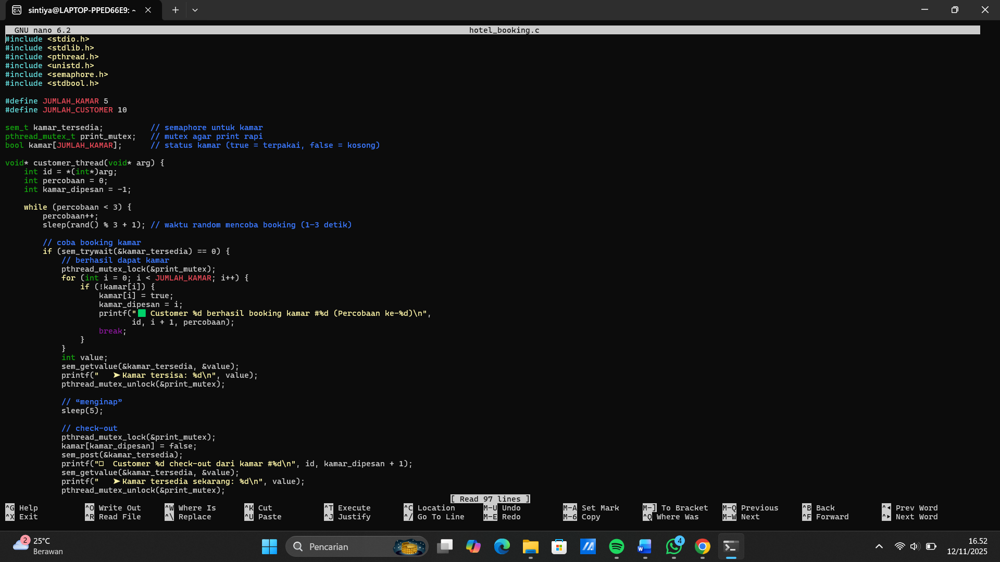 sintiya@LAPTOP-PPED66E9: ~
GNU nano 6.2 hotel_booking.c
#include <stdio.h>
#include <stdlib.h>
#include <pthread.h>
#include <unistd.h>
#include <semaphore.h>
#include <stdbool.h>
#define JUMLAH_KAMAR 5
#define JUMLAH_CUSTOMER 10
sem_t kamar_tersedia; // semaphore untuk kamar
pthread_mutex_t print_mutex; // mutex agar print rapi
bool kamar[JUMLAH_KAMAR]; // status kamar (true = terpakai, false = kosong)
void* customer_thread(void* arg) {
int id = *(int*)arg;
int percobaan = 0;
int kamar_dipesan = -1;
while (percobaan < 3) {
percobaan++;
sleep(rand() % 3 + 1); // waktu random mencoba booking (1-3 detik)
// coba booking kamar
if (sem_trywait(&kamar_tersedia) == 0) {
// berhasil dapat kamar
pthread_mutex_lock(&print_mutex);
for (int i = 0; i < JUMLAH_KAMAR; i++) {
if (!kamar[i]) {
kamar[i] = true;
kamar_dipesan = i;
printf("🟩 Customer %d berhasil booking kamar #%d (Percobaan ke-%d)\n",
id, i + 1, percobaan);
break;
}
}
int value;
sem_getvalue(&kamar_tersedia, &value);
printf("   ➤ Kamar tersisa: %d\n", value);
pthread_mutex_unlock(&print_mutex);
// “menginap”
sleep(5);
// check-out
pthread_mutex_lock(&print_mutex);
kamar[kamar_dipesan] = false;
sem_post(&kamar_tersedia);
printf("□  Customer %d check-out dari kamar #%d\n", id, kamar_dipesan + 1);
sem_getvalue(&kamar_tersedia, &value);
printf("   ➤ Kamar tersedia sekarang: %d\n", value);
pthread_mutex_unlock(&print_mutex);
[ Read 97 lines ]
^G Help ^O Write Out ^W Where Is ^K Cut ^T Execute ^C Location M-U Undo M-A Set Mark M-] To Bracket M-Q Previous ^B Back ^◂ Prev Word
^X Exit ^R Read File ^\ Replace ^U Paste ^J Justify ^/ Go To Line M-E Redo M-6 Copy ^Q Where Was M-W Next ^F Forward ^▸ Next Word
2 25°C
Berawan
Pencarian
4
16.52
12/11/2025